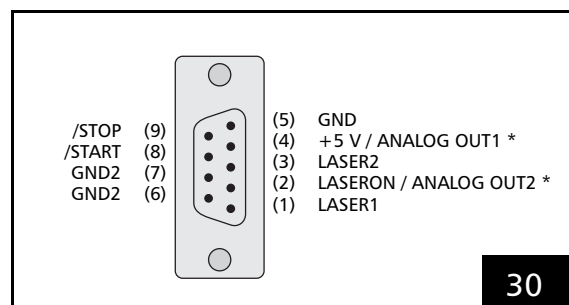 /STOP (9)
/START (8)
GND2 (7)
GND2 (6)
(5) GND
(4) +5 V / ANALOG OUT1 *
(3) LASER2
(2) LASERON / ANALOG OUT2 *
(1) LASER1
30